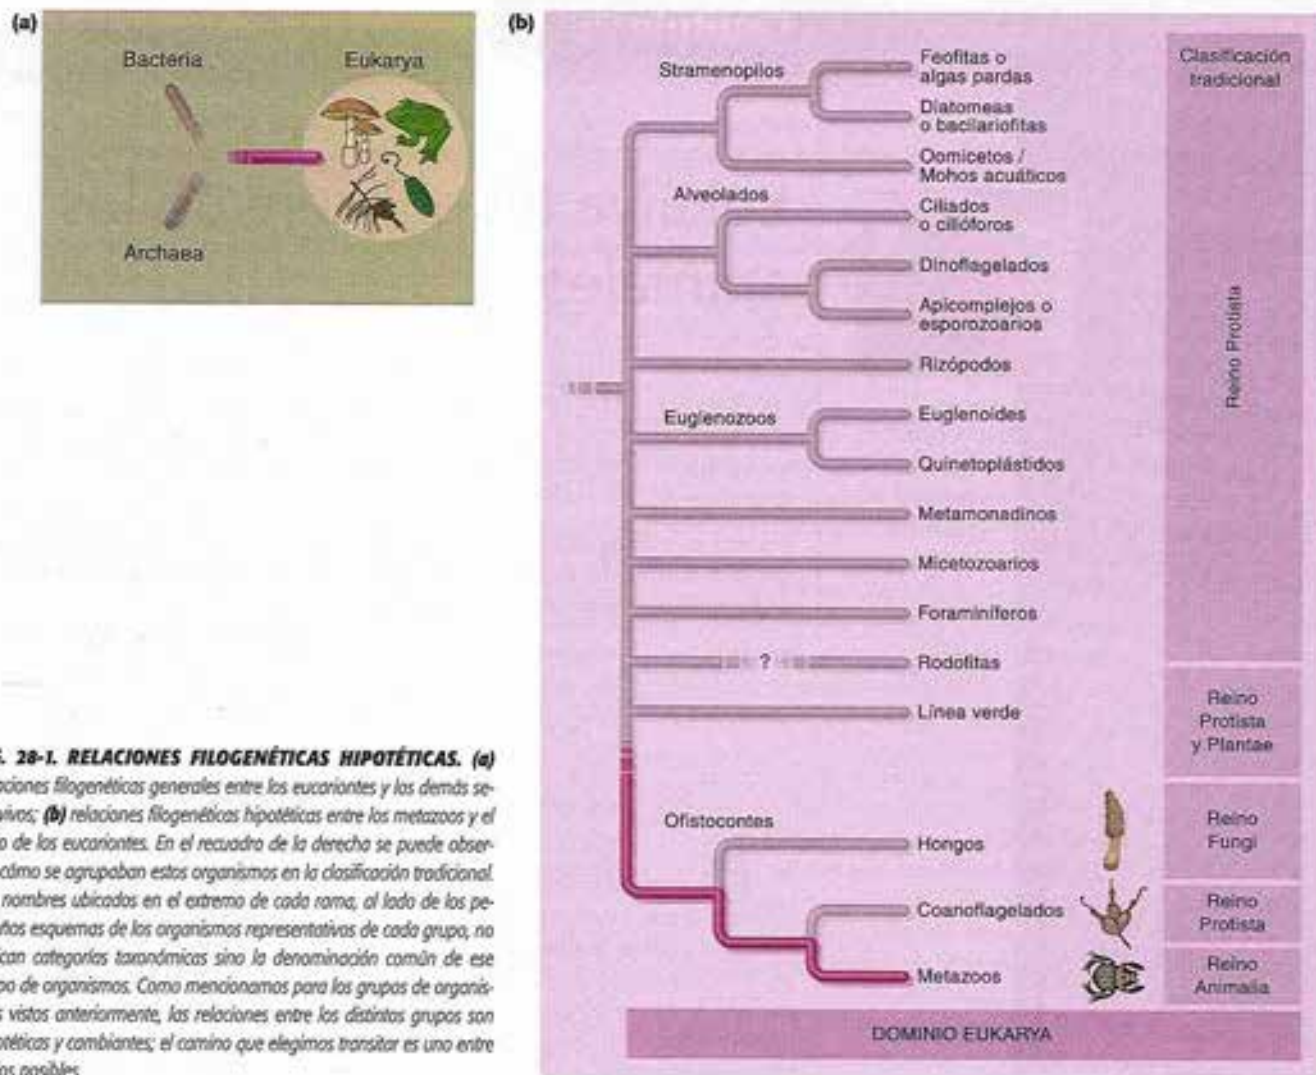 (a)
Bacteria
Eukarya
Archaea
(b)
Stramenopilos
Feofitas o
algas pardas
Diatomeas
o bacilariofitas
Oomicetos /
Mohos acuáticos
Alveolados
Ciliados
o cilióforos
Dinoflagelados
Apicomplejos o
esporozoarios
Rizópodos
Euglenozoos
Euglenoides
Quinetoplástidos
Metamonadinos
Micetozoarios
Foraminíferos
?
Rodofitas
Línea verde
Ofistocontes
Hongos
Coanoflagelados
Metazoos
Clasificación
tradicional
Reino Protista
Reino
Protista
y Plantae
Reino
Fungi
Reino
Protista
Reino
Animalia
DOMINIO EUKARYA
28-1. RELACIONES FILOGENÉTICAS HIPOTÉTICAS. (a)
filogenéticas generales entre los eucariontes y los demás se-
vivos; (b) relaciones filogenéticas hipotéticas entre los metazoos y el
de los eucariontes. En el recuadro de la derecha se puede obser-
cómo se agrupaban estos organismos en la clasificación tradicional.
nombres ubicados en el extremo de cada rama, al lado de los pe-
esquemas de los organismos representativos de cada grupo, no
categorías taxonómicas sino la denominación común de ese
de organismos. Como mencionamos para los grupos de organis-
vistos anteriormente, las relaciones entre los distintos grupos son
y cambiantes; el camino que elegimos transitar es uno entre
posibles.